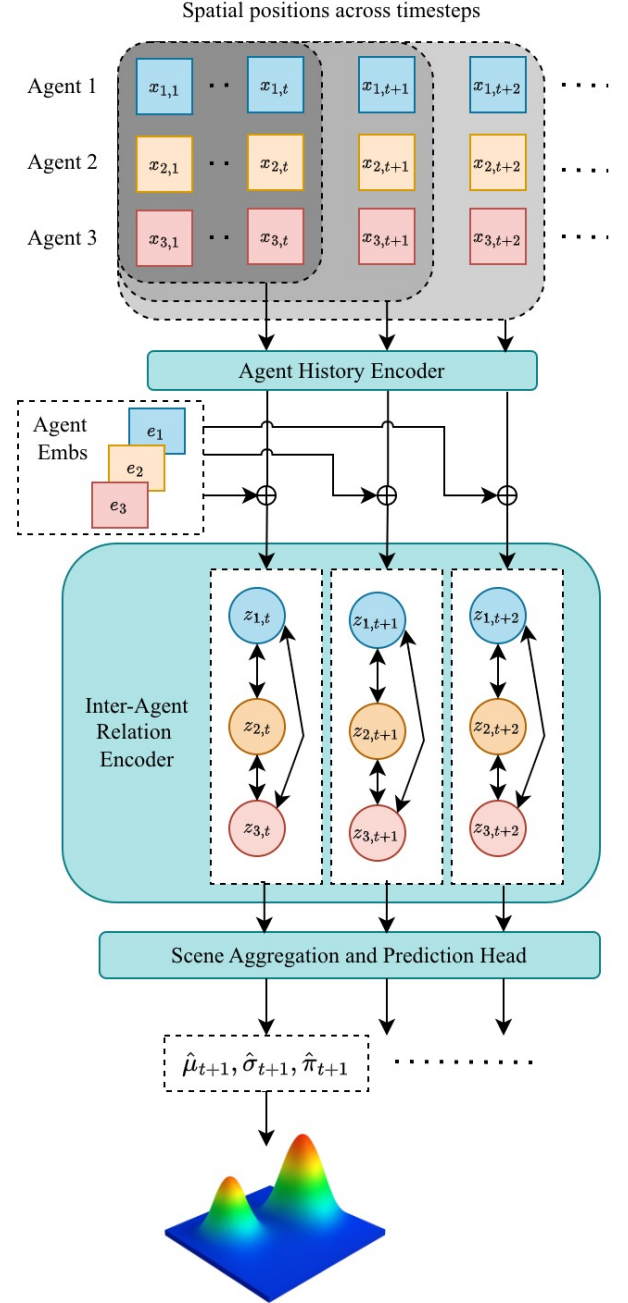 Spatial positions across timesteps
Agent 1 x₁,₁ ·· x₁,ₜ x₁,ₜ₊₁ x₁,ₜ₊₂ ····
Agent 2 x₂,₁ ·· x₂,ₜ x₂,ₜ₊₁ x₂,ₜ₊₂ ····
Agent 3 x₃,₁ ·· x₃,ₜ x₃,ₜ₊₁ x₃,ₜ₊₂ ····
Agent History Encoder
Agent
Embs
e₁
e₂
e₃
Inter-Agent
Relation
Encoder
z₁,ₜ z₁,ₜ₊₁ z₁,ₜ₊₂
z₂,ₜ z₂,ₜ₊₁ z₂,ₜ₊₂
z₃,ₜ z₃,ₜ₊₁ z₃,ₜ₊₂
Scene Aggregation and Prediction Head
μ̂ₜ₊₁, σ̂ₜ₊₁, π̂ₜ₊₁ ··········